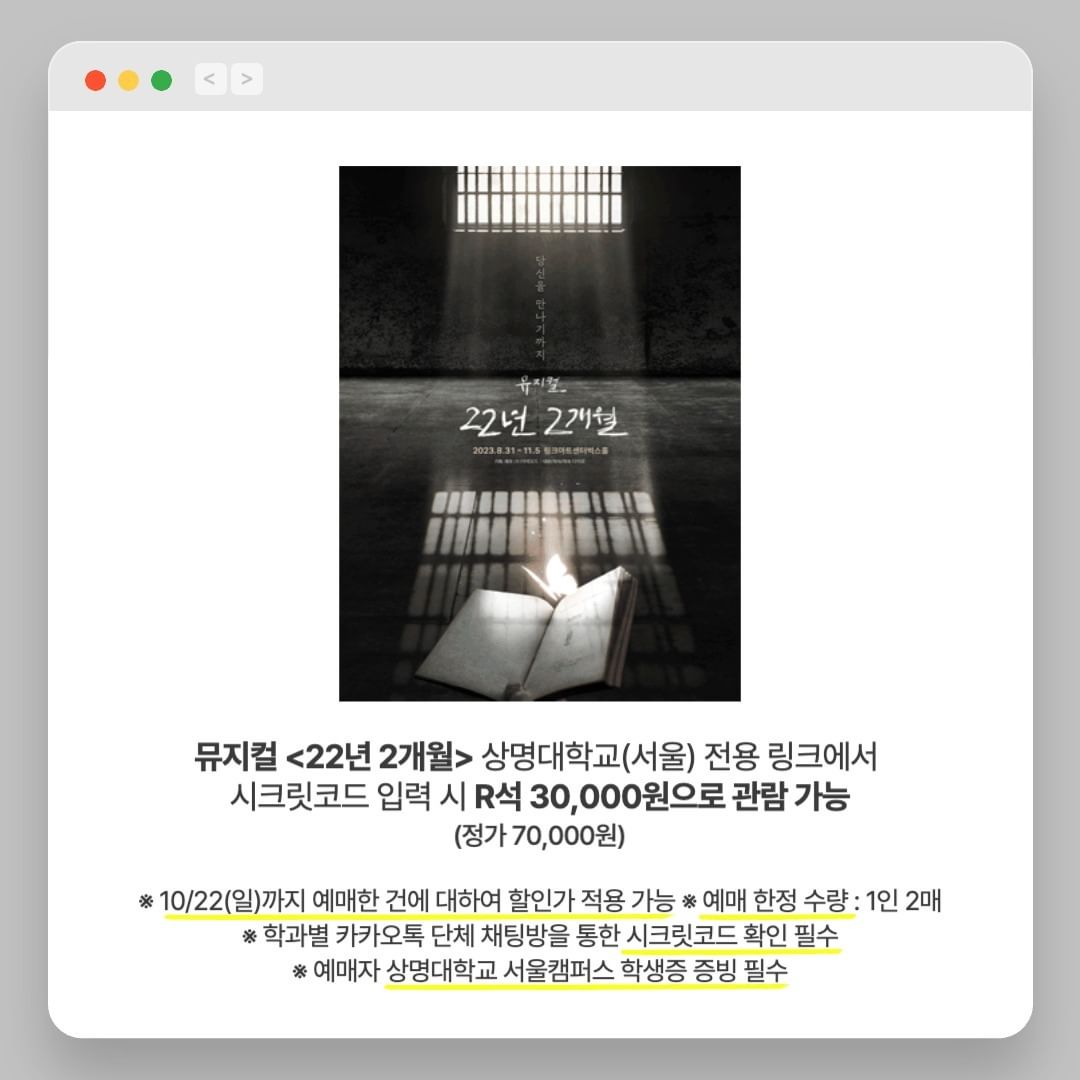 < >
당신을 만나기까지
뮤지컬
22년 2개월
2023.8.31 - 11.5 링크아트센터벅스홀
뮤지컬 <22년 2개월> 상명대학교(서울) 전용 링크에서
시크릿코드 입력 시 R석 30,000원으로 관람 가능
(정가 70,000원)
※ 10/22(일)까지 예매한 건에 대하여 할인가 적용 가능 ※ 예매 한정 수량 : 1인 2매
※ 학과별 카카오톡 단체 채팅방을 통한 시크릿코드 확인 필수
※ 예매자 상명대학교 서울캠퍼스 학생증 증빙 필수